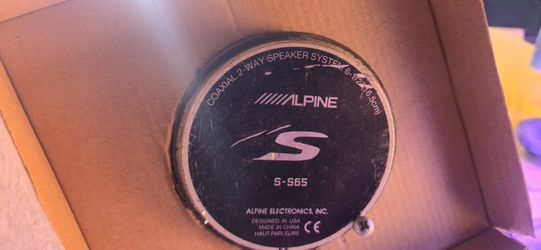 COAXIAL 2-WAY SPEAKER SYSTEM 6-1/2" (16.5cm)
ALPINE
S
S-S65
ALPINE ELECTRONICS, INC.
DESIGNED IN USA
MADE IN CHINA
HAUT-PARLEURS
CE